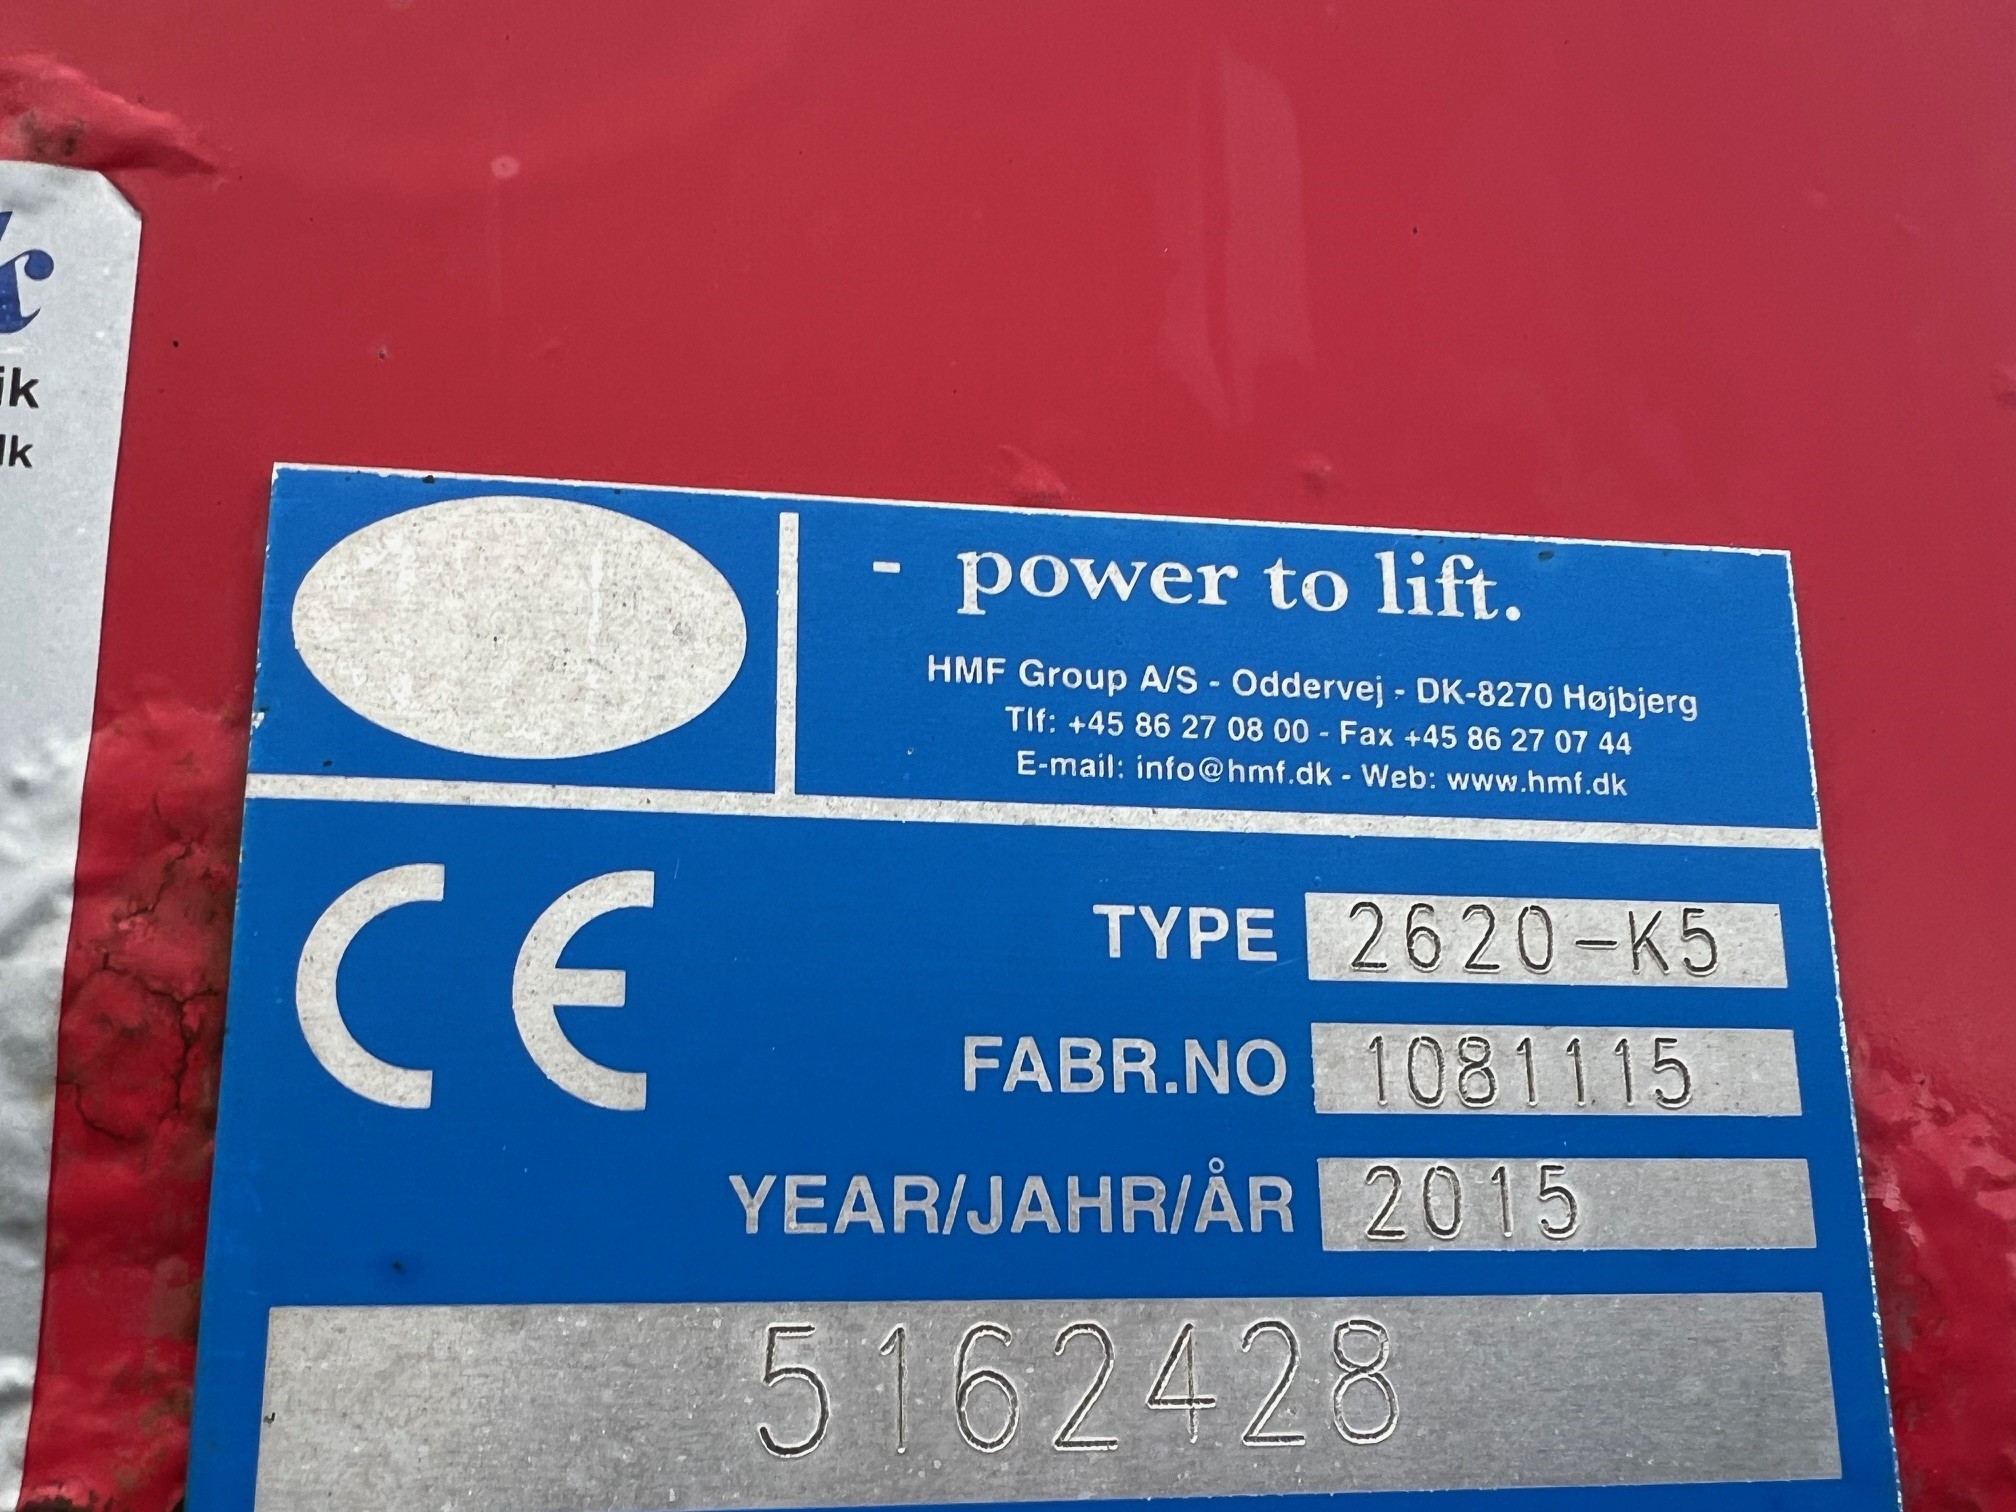 k
ik
lk
- power to lift.
HMF Group A/S - Oddervej - DK-8270 Højbjerg
Tlf: +45 86 27 08 00 - Fax +45 86 27 07 44
E-mail: info@hmf.dk - Web: www.hmf.dk
CE
TYPE 2620-K5
FABR.NO 1081115
YEAR/JAHR/ÅR 2015
5162428